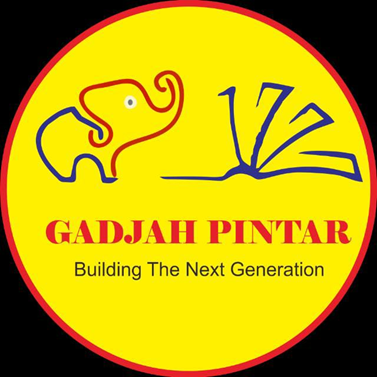 GADJAH PINTAR
Building The Next Generation